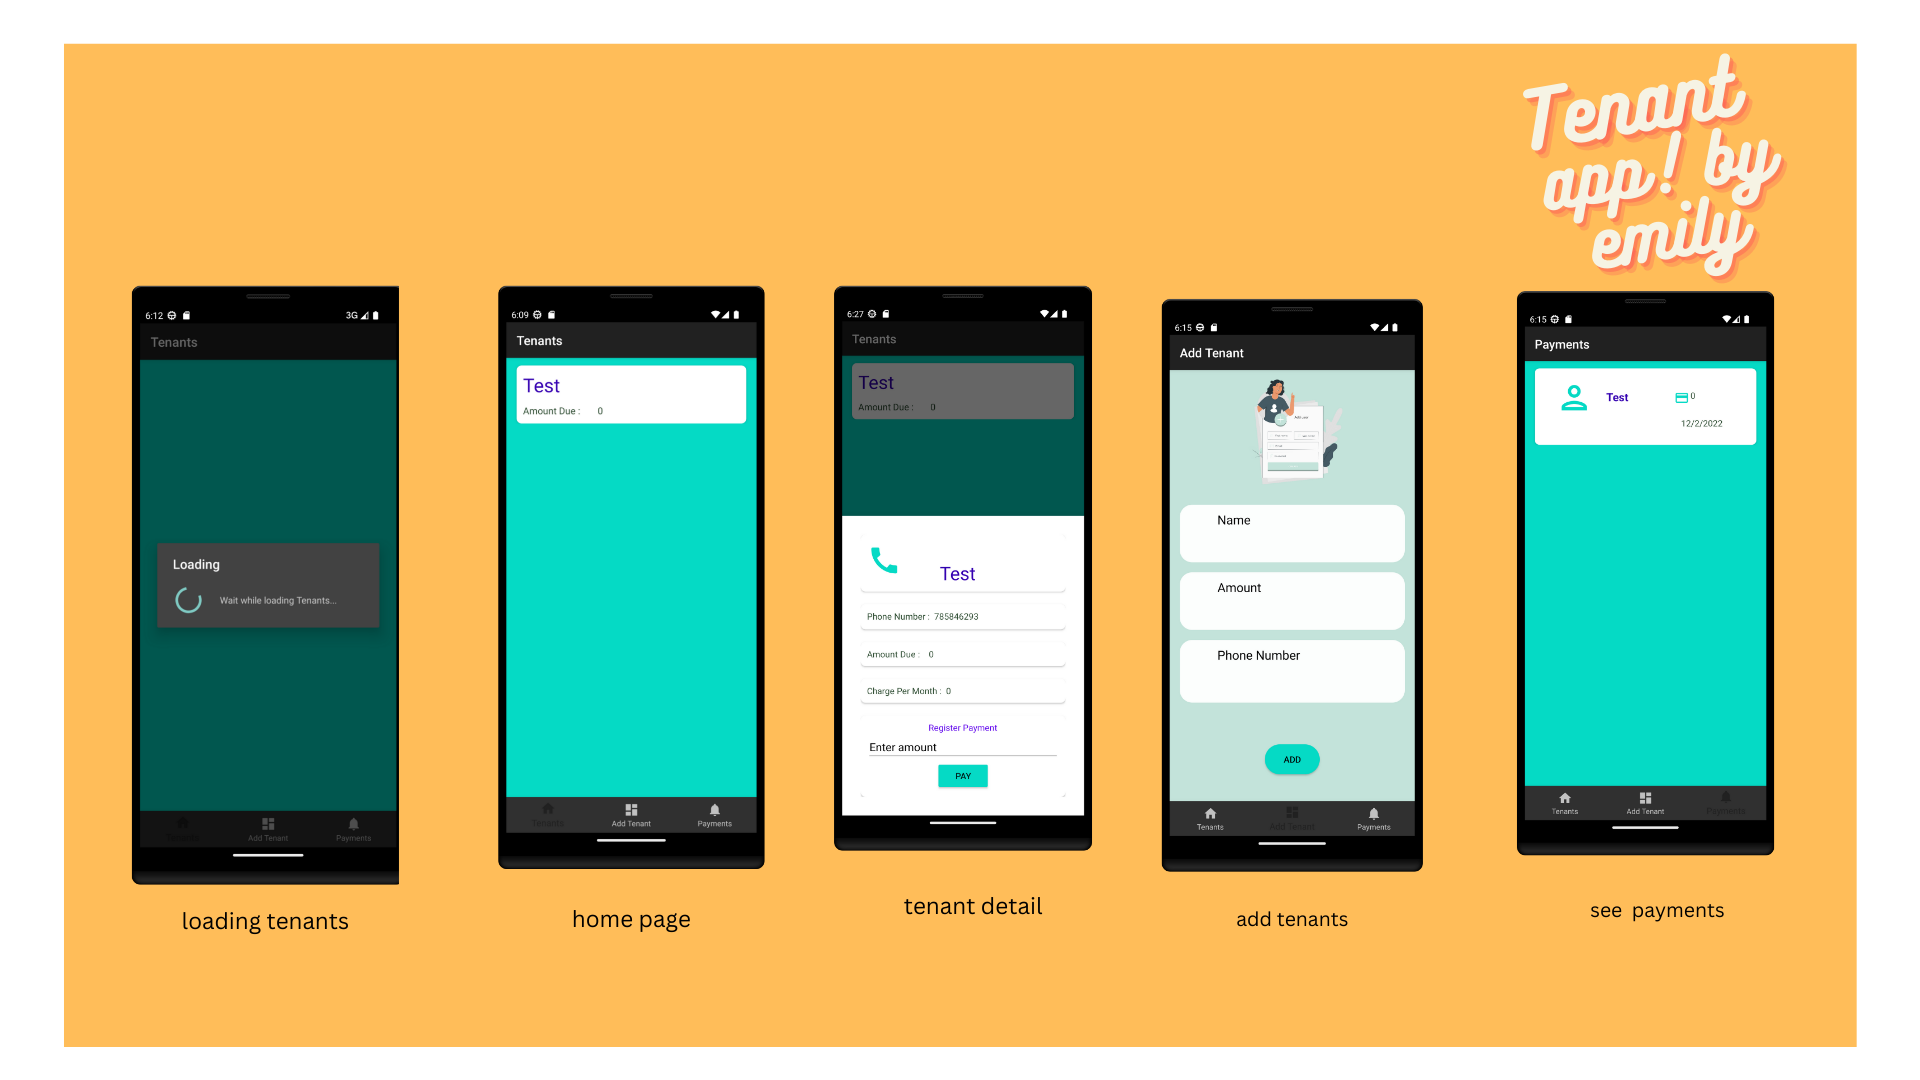 Tenant
app! by
emily
6:12
3G
Tenants
Loading
Wait while loading Tenants...
Tenants
Add Tenant
Payments
loading tenants
6:09
Tenants
Test
Amount Due : 0
Tenants
Add Tenant
Payments
home page
6:27
Tenants
Test
Amount Due : 0
Test
Phone Number : 785846293
Amount Due : 0
Charge Per Month : 0
Register Payment
Enter amount
PAY
tenant detail
6:15
Add Tenant
Name
Amount
Phone Number
ADD
Tenants
Add Tenant
Payments
add tenants
6:15
Payments
Test
0
12/2/2022
Tenants
Add Tenant
Payments
see payments